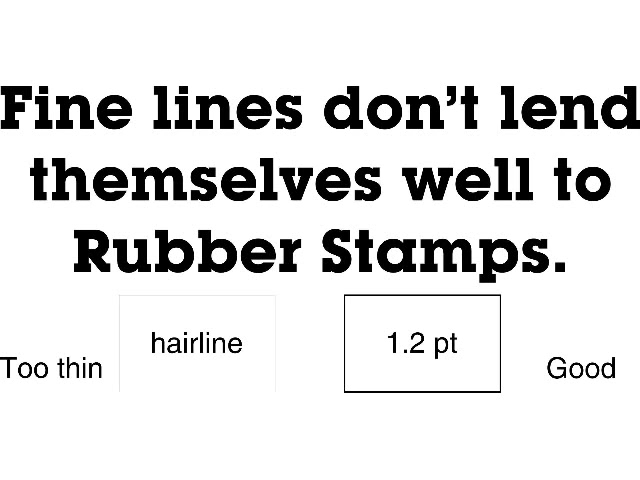 Fine lines don't lend
themselves well to
Rubber Stamps.
Too thin hairline 1.2 pt Good